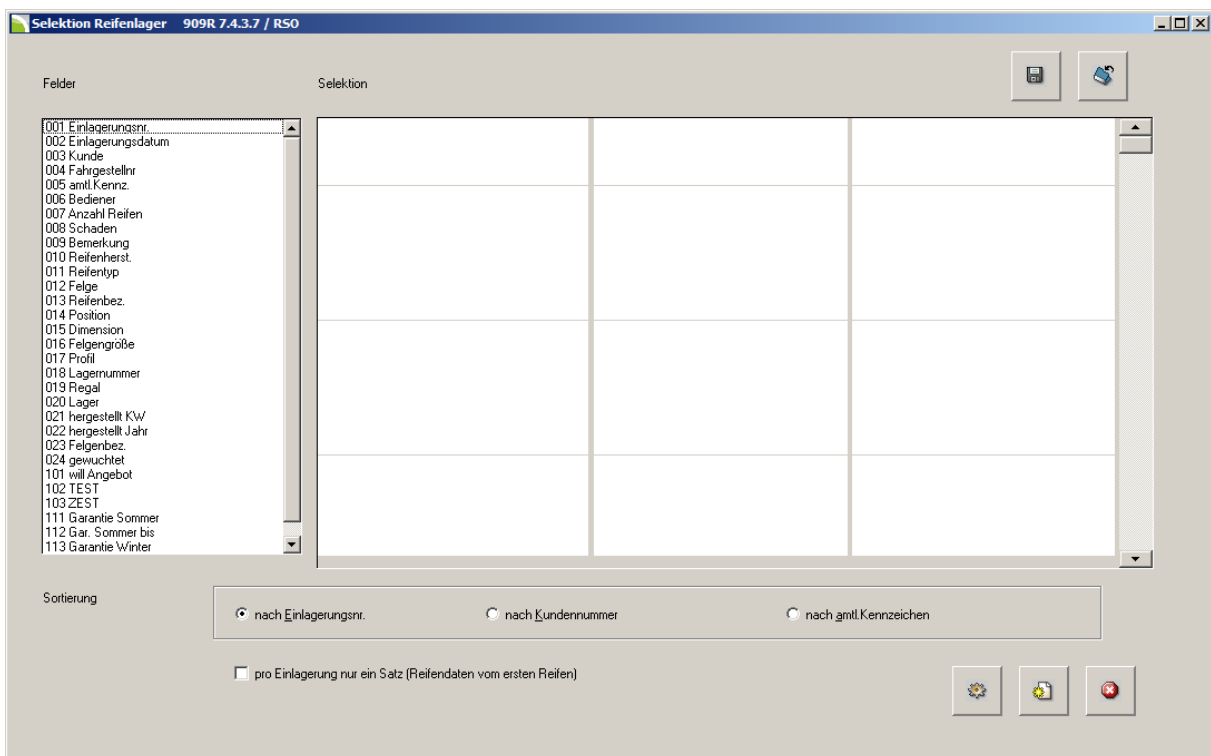 Selektion Reifenlager 909R 7.4.3.7 / RSO
Felder
Selektion
001 Einlagerungsnr.
002 Einlagerungsdatum
003 Kunde
004 Fahrgestellnr
005 amtl.Kennz.
006 Bediener
007 Anzahl Reifen
008 Schaden
009 Bemerkung
010 Reifenherst.
011 Reifentyp
012 Felge
013 Reifenbez.
014 Position
015 Dimension
016 Felgengröße
017 Profil
018 Lagernummer
019 Regal
020 Lager
021 hergestellt KW
022 hergestellt Jahr
023 Felgenbez.
024 gewuchtet
101 will Angebot
102 TEST
103 ZEST
111 Garantie Sommer
112 Gar. Sommer bis
113 Garantie Winter
Sortierung
nach Einlagerungsnr.
nach Kundennummer
nach amtl.Kennzeichen
pro Einlagerung nur ein Satz (Reifendaten vom ersten Reifen)